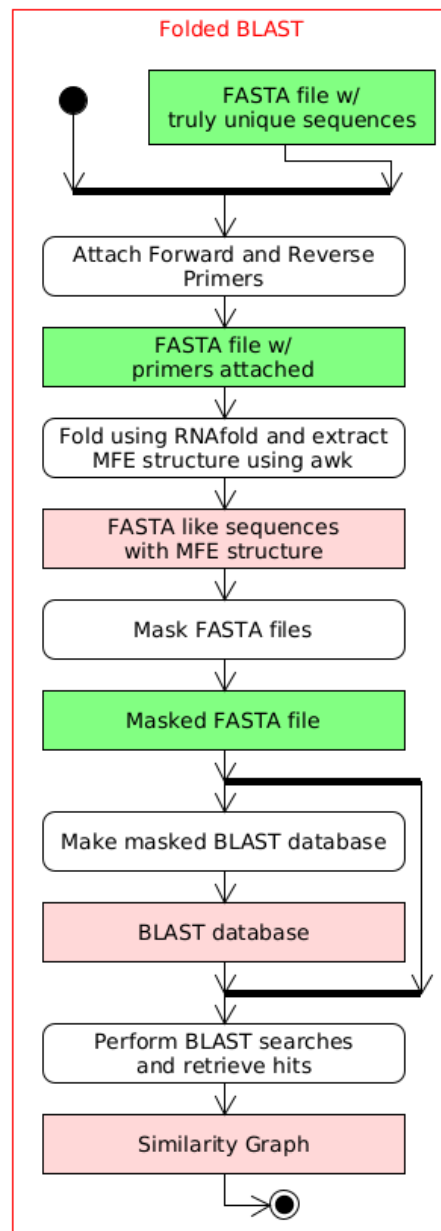 Folded BLAST
FASTA file w/
truly unique sequences
Attach Forward and Reverse
Primers
FASTA file w/
primers attached
Fold using RNAfold and extract
MFE structure using awk
FASTA like sequences
with MFE structure
Mask FASTA files
Masked FASTA file
Make masked BLAST database
BLAST database
Perform BLAST searches
and retrieve hits
Similarity Graph